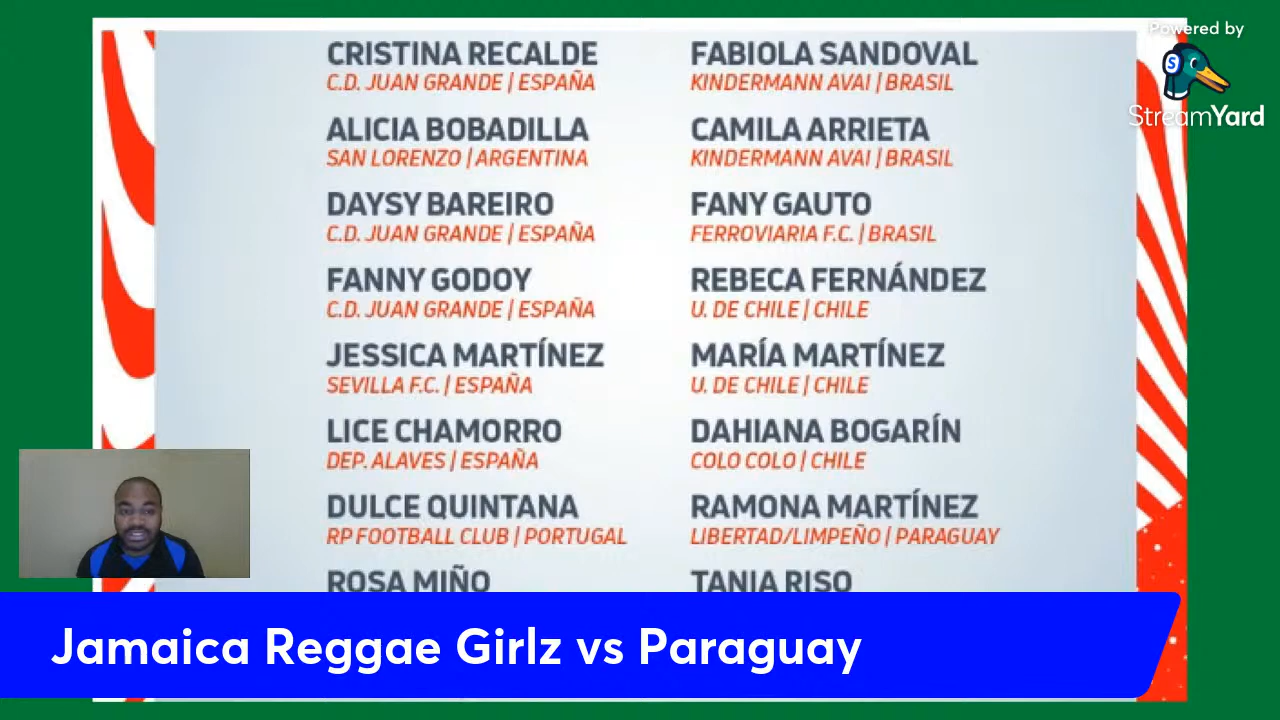 Powered by
StreamYard
CRISTINA RECALDE
C.D. JUAN GRANDE | ESPAÑA
ALICIA BOBADILLA
SAN LORENZO | ARGENTINA
DAYSY BAREIRO
C.D. JUAN GRANDE | ESPAÑA
FANNY GODOY
C.D. JUAN GRANDE | ESPAÑA
JESSICA MARTÍNEZ
SEVILLA F.C. | ESPAÑA
LICE CHAMORRO
DEP. ALAVES | ESPAÑA
DULCE QUINTANA
RP FOOTBALL CLUB | PORTUGAL
ROSA MIÑO
FABIOLA SANDOVAL
KINDERMANN AVAI | BRASIL
CAMILA ARRIETA
KINDERMANN AVAI | BRASIL
FANY GAUTO
FERROVIARIA F.C. | BRASIL
REBECA FERNÁNDEZ
U. DE CHILE | CHILE
MARÍA MARTÍNEZ
U. DE CHILE | CHILE
DAHIANA BOGARÍN
COLO COLO | CHILE
RAMONA MARTÍNEZ
LIBERTAD/LIMPEÑO | PARAGUAY
TANIA RISO
Jamaica Reggae Girlz vs Paraguay